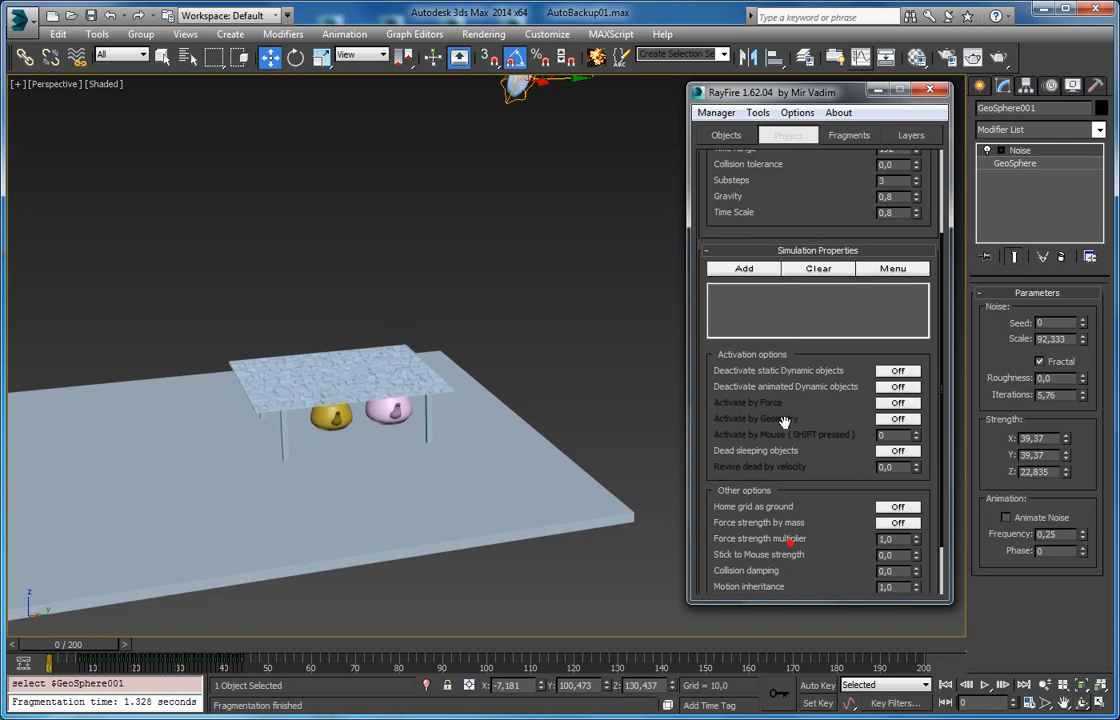 Workspace: Default
Autodesk 3ds Max 2014 x64 AutoBackup01.max
Type a keyword or phrase
Edit Tools Group Views Create Modifiers Animation Graph Editors Rendering Customize MAXScript Help
All View Create Selection Se
[+] [Perspective] [Shaded]
RayFire 1.62.04 by Mir Vadim
Manager Tools Options About
Objects Physics Fragments Layers
Collision tolerance 0,0
Substeps 3
Gravity 0,8
Time Scale 0,8
- Simulation Properties
Add Clear Menu
Activation options
Deactivate static Dynamic objects Off
Deactivate animated Dynamic objects Off
Activate by Force Off
Activate by Geometry Off
Activate by Mouse ( SHIFT pressed ) 0
Dead sleeping objects Off
Revive dead by velocity 0,0
Other options
Home grid as ground Off
Force strength by mass Off
Force strength multiplier 1,0
Stick to Mouse strength 0,0
Collision damping 0,0
Motion inheritance 1,0
GeoSphere001
Modifier List
Noise
GeoSphere
- Parameters
Noise:
Seed: 0
Scale: 92,333
Fractal
Roughness: 0,0
Iterations: 5,76
Strength:
X: 39,37
Y: 39,37
Z: 22,835
Animation:
Animate Noise
Frequency: 0,25
Phase: 0
z
x y
< 0 / 200 >
0 10 20 30 40 50 60 70 80 90 100 110 120 130 140 150 160 170 180 190 200
select $GeoSphere001
Fragmentation time: 1.328 seconds
1 Object Selected X: -7,181 Y: 100,473 Z: 130,437 Grid = 10,0
Fragmentation finished Add Time Tag
Auto Key Selected
Set Key Key Filters... 0